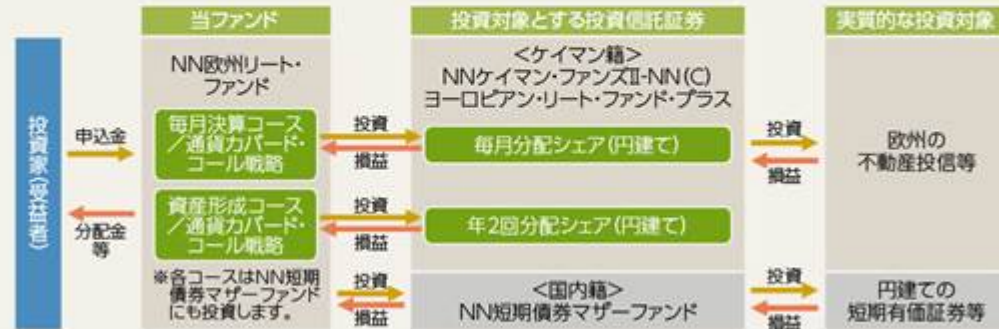 当ファンド
投資対象とする投資信託証券
実質的な投資対象
投資家(受益者)
申込金
分配金
等
NN欧州リート・
ファンド
毎月決算コース
／通貨カバード・
コール戦略
資産形成コース
／通貨カバード・
コール戦略
※各コースはNN短期
債券マザーファンド
にも投資します。
投資
損益
投資
損益
投資
損益
＜ケイマン籍＞
NNケイマン・ファンズⅡ-NN(C)
ヨーロピアン・リート・ファンド・プラス
毎月分配シェア(円建て)
年2回分配シェア(円建て)
＜国内籍＞
NN短期債券マザーファンド
投資
損益
投資
損益
欧州の
不動産投信等
円建ての
短期有価証券等